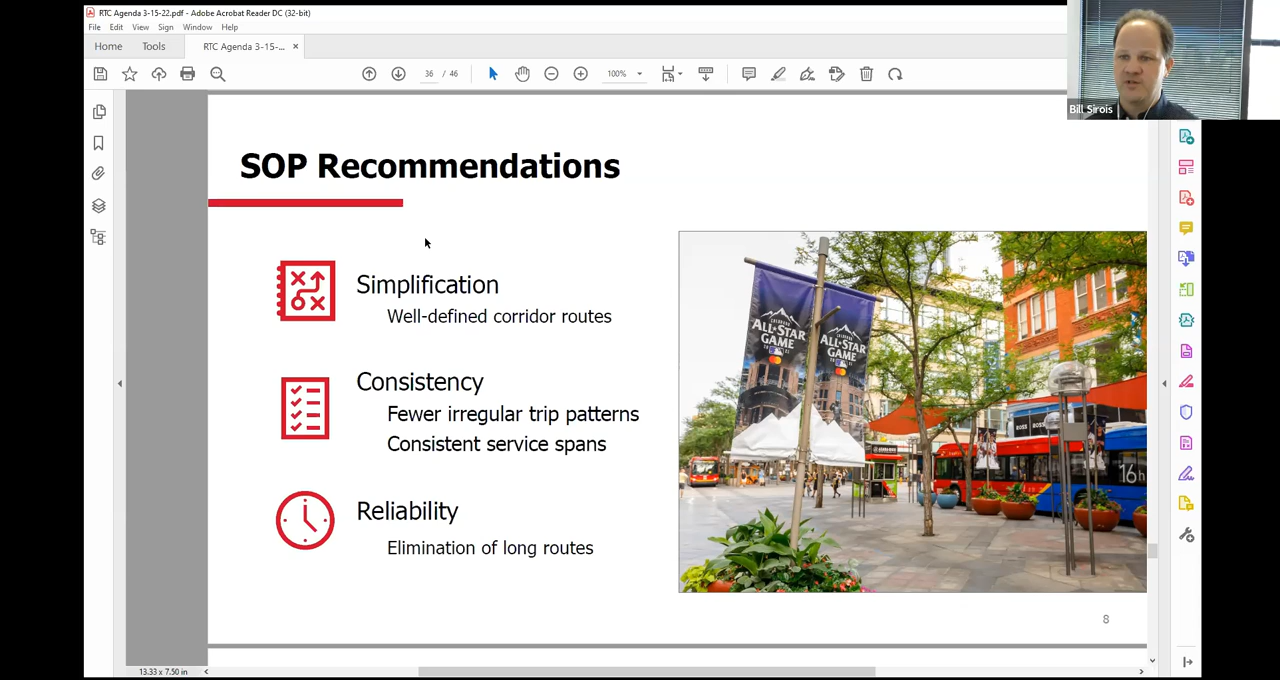 RTC Agenda 3-15-22.pdf - Adobe Acrobat Reader DC (32-bit)
File Edit View Sign Window Help
Home Tools RTC Agenda 3-15-... ×
36 / 46 100%
Bill Sirois
SOP Recommendations
Simplification
Well-defined corridor routes
Consistency
Fewer irregular trip patterns
Consistent service spans
Reliability
Elimination of long routes
COLORADO
ALL★STAR
GAME
ALL★STAR
GAME
ROSS
16h
8
13.33 x 7.50 in